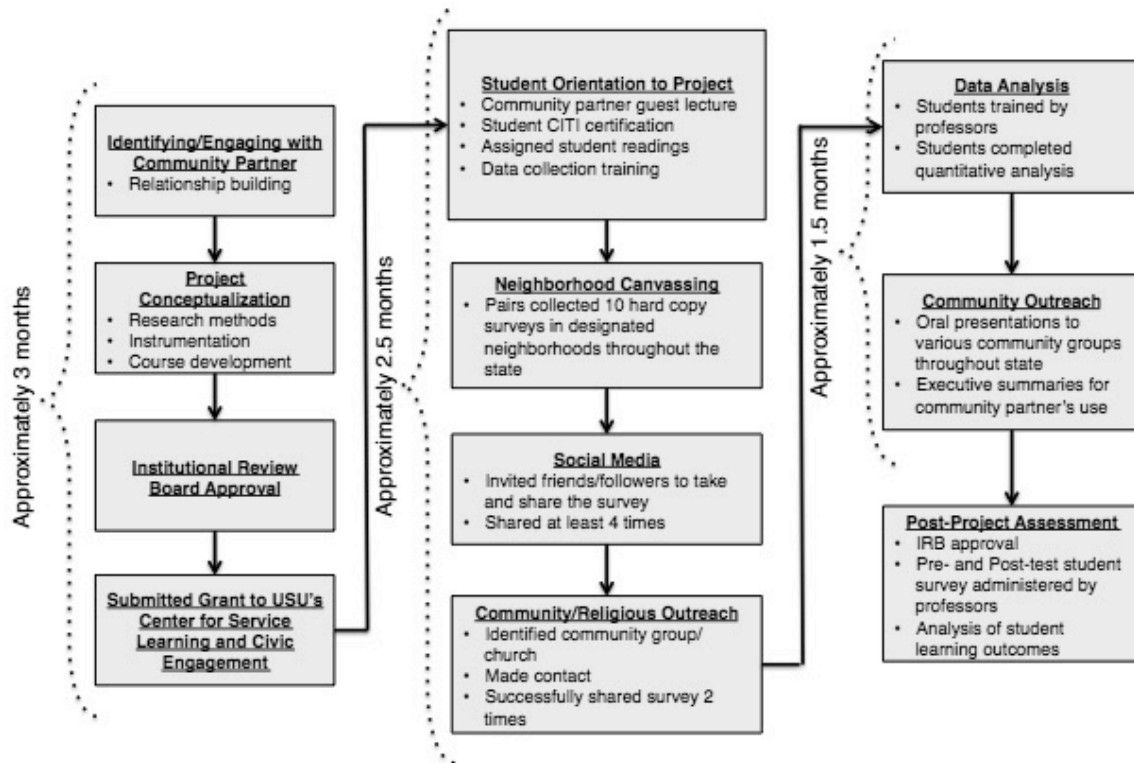 Approximately 3 months
Identifying/Engaging with
Community Partner
• Relationship building
Project
Conceptualization
• Research methods
• Instrumentation
• Course development
Institutional Review
Board Approval
Submitted Grant to USU's
Center for Service
Learning and Civic
Engagement
Approximately 2.5 months
Student Orientation to Project
• Community partner guest lecture
• Student CITI certification
• Assigned student readings
• Data collection training
Neighborhood Canvassing
• Pairs collected 10 hard copy
surveys in designated
neighborhoods throughout the
state
Social Media
• Invited friends/followers to take
and share the survey
• Shared at least 4 times
Community/Religious Outreach
• Identified community group/
church
• Made contact
• Successfully shared survey 2
times
Approximately 1.5 months
Data Analysis
• Students trained by
professors
• Students completed
quantitative analysis
Community Outreach
• Oral presentations to
various community groups
throughout state
• Executive summaries for
community partner's use
Post-Project Assessment
• IRB approval
• Pre- and Post-test student
survey administered by
professors
• Analysis of student
learning outcomes